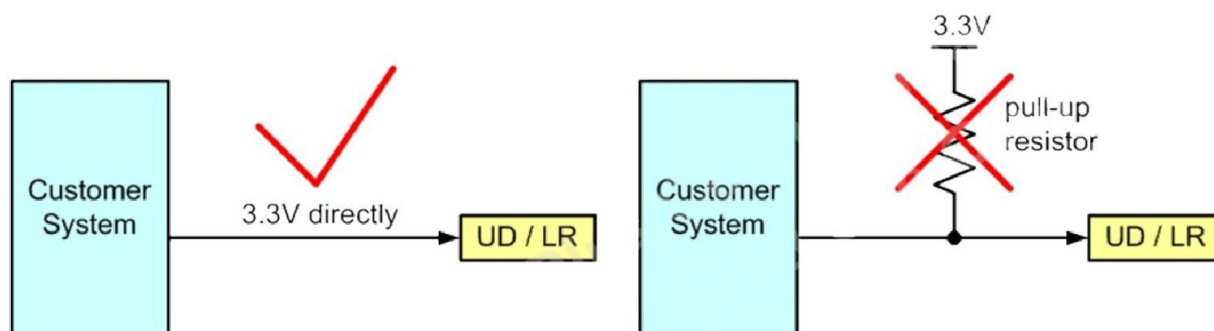 Customer
System
3.3V directly
UD / LR
3.3V
pull-up
resistor
Customer
System
UD / LR